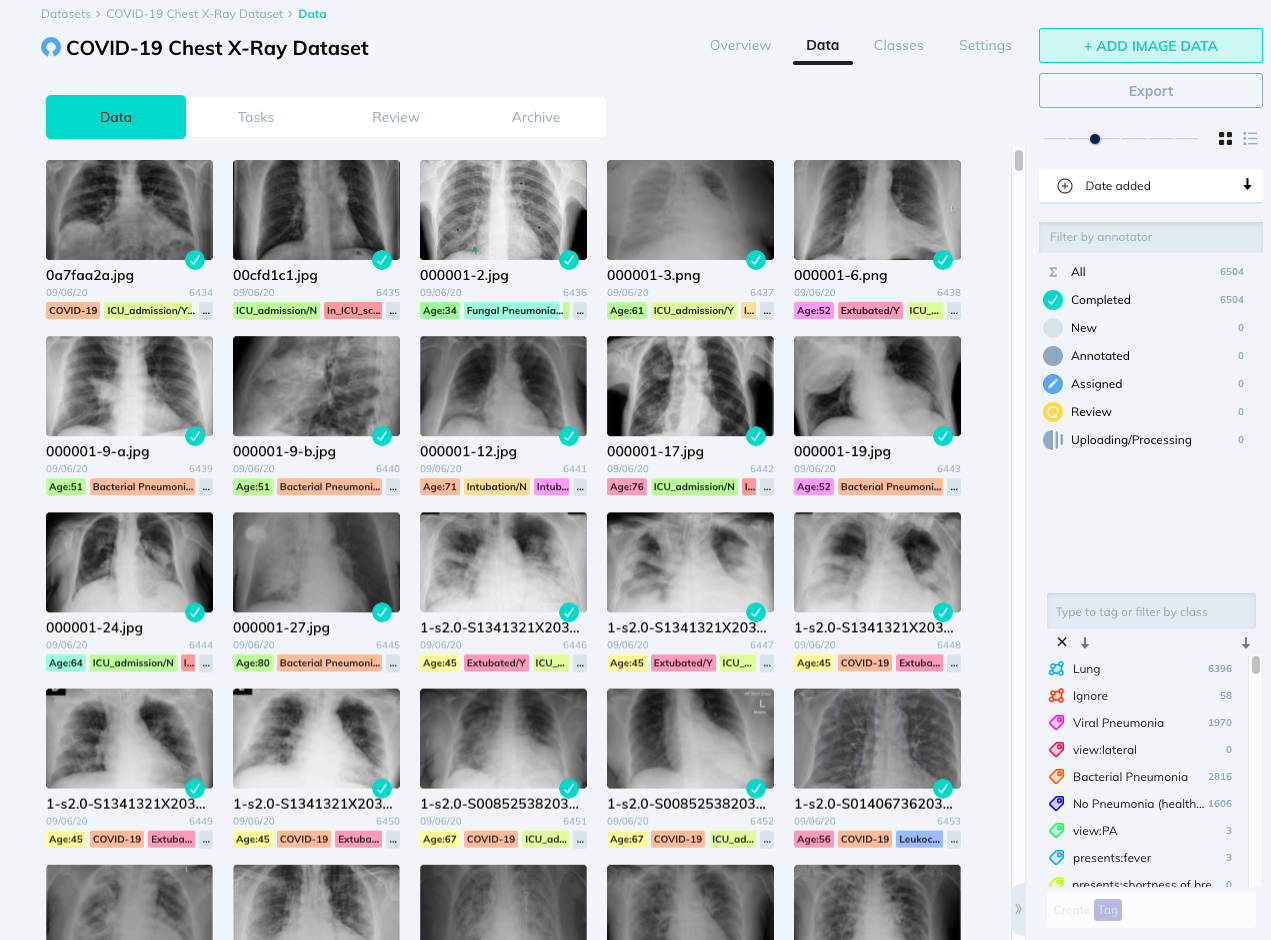 Datasets > COVID-19 Chest X-Ray Dataset > Data
COVID-19 Chest X-Ray Dataset
Overview Data Classes Settings
+ ADD IMAGE DATA
Export
Data Tasks Review Archive
0a7faa2a.jpg 00cfd1c1.jpg 000001-2.jpg 000001-3.png 000001-6.png
09/06/20 6434 09/06/20 6435 09/06/20 6436 09/06/20 6437 09/06/20 6438
COVID-19 ICU_admission/Y... ... ICU_admission/N In_ICU_sc... ... Age:34 Fungal Pneumonia... ... Age:61 ICU_admission/Y I... ... Age:52 Extubated/Y ICU_... ...
000001-9-a.jpg 000001-9-b.jpg 000001-12.jpg 000001-17.jpg 000001-19.jpg
09/06/20 6439 09/06/20 6440 09/06/20 6441 09/06/20 6442 09/06/20 6443
Age:51 Bacterial Pneumoni... ... Age:51 Bacterial Pneumoni... ... Age:71 Intubation/N Intub... ... Age:76 ICU_admission/N I... ... Age:52 Bacterial Pneumoni... ...
000001-24.jpg 000001-27.jpg 1-s2.0-S1341321X203... 1-s2.0-S1341321X203... 1-s2.0-S1341321X203...
09/06/20 6444 09/06/20 6445 09/06/20 6446 09/06/20 6447 09/06/20 6448
Age:64 ICU_admission/N I... ... Age:80 Bacterial Pneumoni... ... Age:45 Extubated/Y ICU_... ... Age:45 Extubated/Y ICU_... ... Age:45 COVID-19 Extuba... ...
L
1-s2.0-S1341321X203... 1-s2.0-S1341321X203... 1-s2.0-S00852538203... 1-s2.0-S00852538203... 1-s2.0-S01406736203...
09/06/20 6449 09/06/20 6450 09/06/20 6451 09/06/20 6452 09/06/20 6453
Age:45 COVID-19 Extuba... ... Age:45 COVID-19 Extuba... ... Age:67 COVID-19 ICU_ad... ... Age:67 COVID-19 ICU_ad... ... Age:56 COVID-19 Leukoc... ...
Date added
Filter by annotator
Σ All 6504
Completed 6504
New 0
Annotated 0
Assigned 0
Review 0
Uploading/Processing 0
Type to tag or filter by class
Lung 6396
Ignore 58
Viral Pneumonia 1970
view:lateral 0
Bacterial Pneumonia 2816
No Pneumonia (health... 1606
view:PA 3
presents:fever 3
presents:shortness of bre... 0
Create Tag